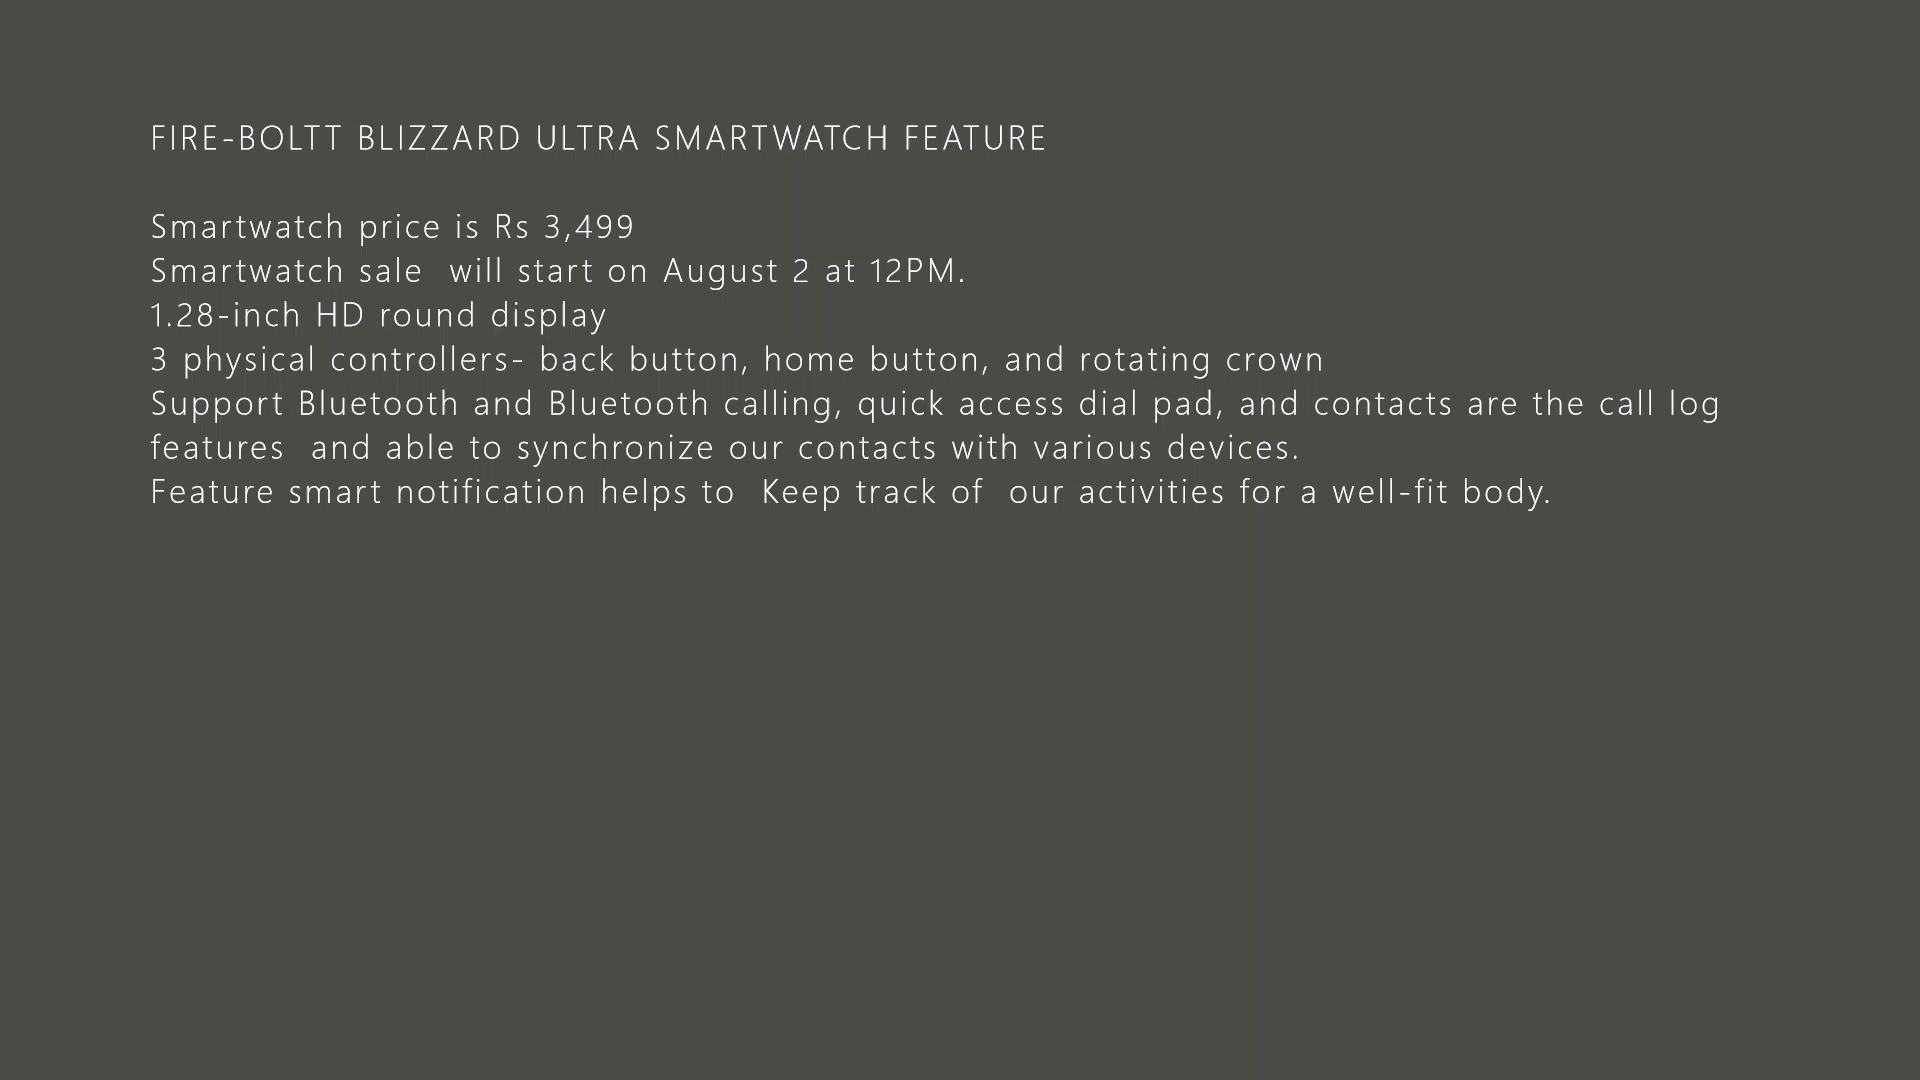 FIRE-BOLTT BLIZZARD ULTRA SMARTWATCH FEATURE
Smartwatch price is Rs 3,499
Smartwatch sale  will start on August 2 at 12PM.
1.28-inch HD round display
3 physical controllers- back button, home button, and rotating crown
Support Bluetooth and Bluetooth calling, quick access dial pad, and contacts are the call log
features  and able to synchronize our contacts with various devices.
Feature smart notification helps to  Keep track of  our activities for a well-fit body.